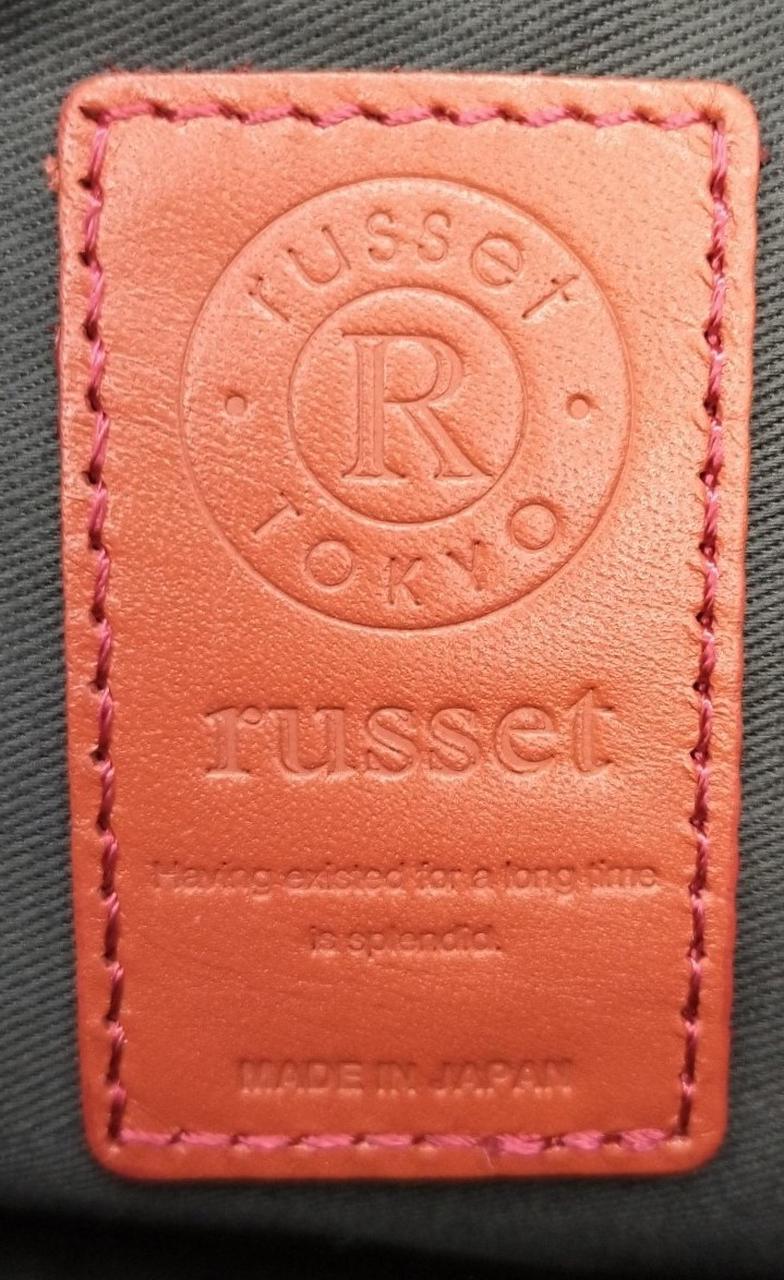 russet
R
TOKYO
russet
Having existed for a long time
is splendid.
MADE IN JAPAN